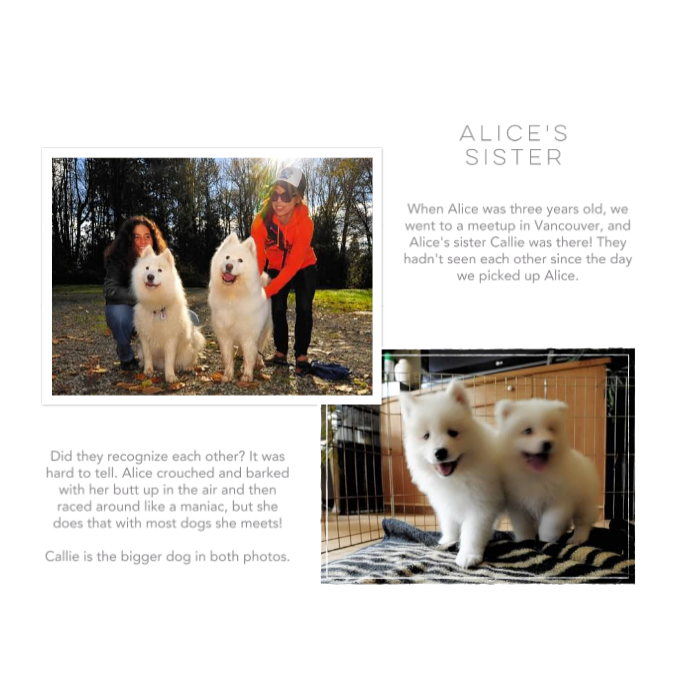 ALICE'S
SISTER
When Alice was three years old, we
went to a meetup in Vancouver, and
Alice's sister Callie was there! They
hadn't seen each other since the day
we picked up Alice.
Did they recognize each other? It was
hard to tell. Alice crouched and barked
with her butt up in the air and then
raced around like a maniac, but she
does that with most dogs she meets!
Callie is the bigger dog in both photos.